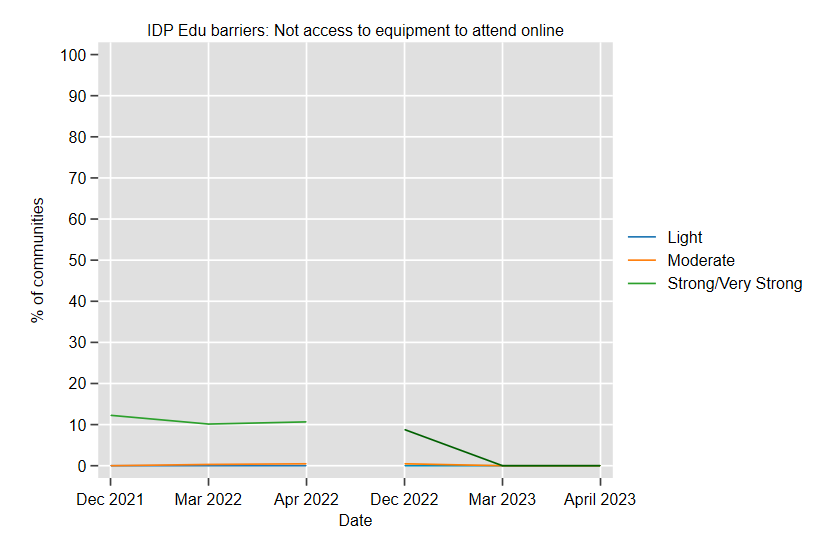 IDP Edu barriers: Not access to equipment to attend online
100
90
80
70
60
50
40
30
20
10
0
% of communities
Dec 2021 Mar 2022 Apr 2022 Dec 2022 Mar 2023 April 2023
Date
Light
Moderate
Strong/Very Strong